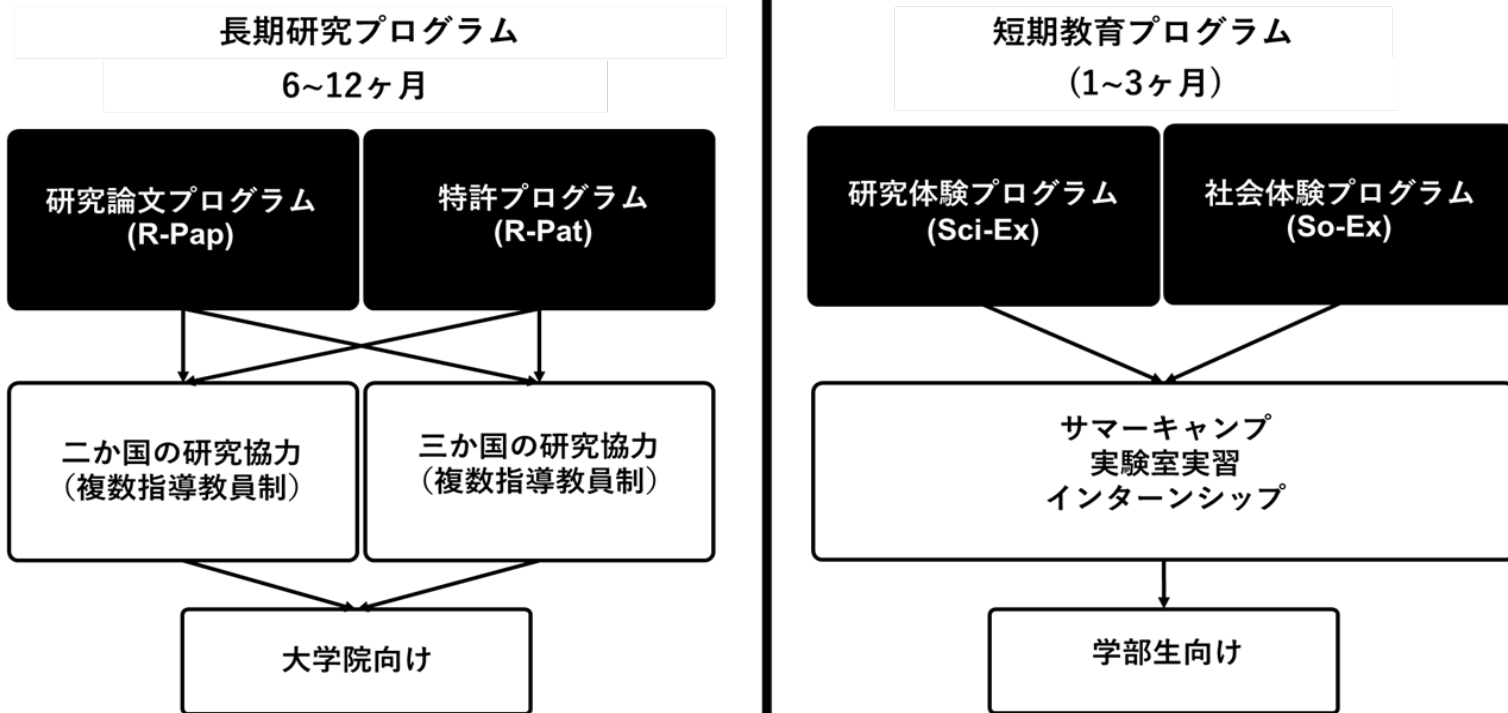 長期研究プログラム
6~12ヶ月
研究論文プログラム
(R-Pap)
特許プログラム
(R-Pat)
二か国の研究協力
（複数指導教員制）
三か国の研究協力
（複数指導教員制）
大学院向け
短期教育プログラム
(1~3ヶ月)
研究体験プログラム
(Sci-Ex)
社会体験プログラム
(So-Ex)
サマーキャンプ
実験室実習
インターンシップ
学部生向け